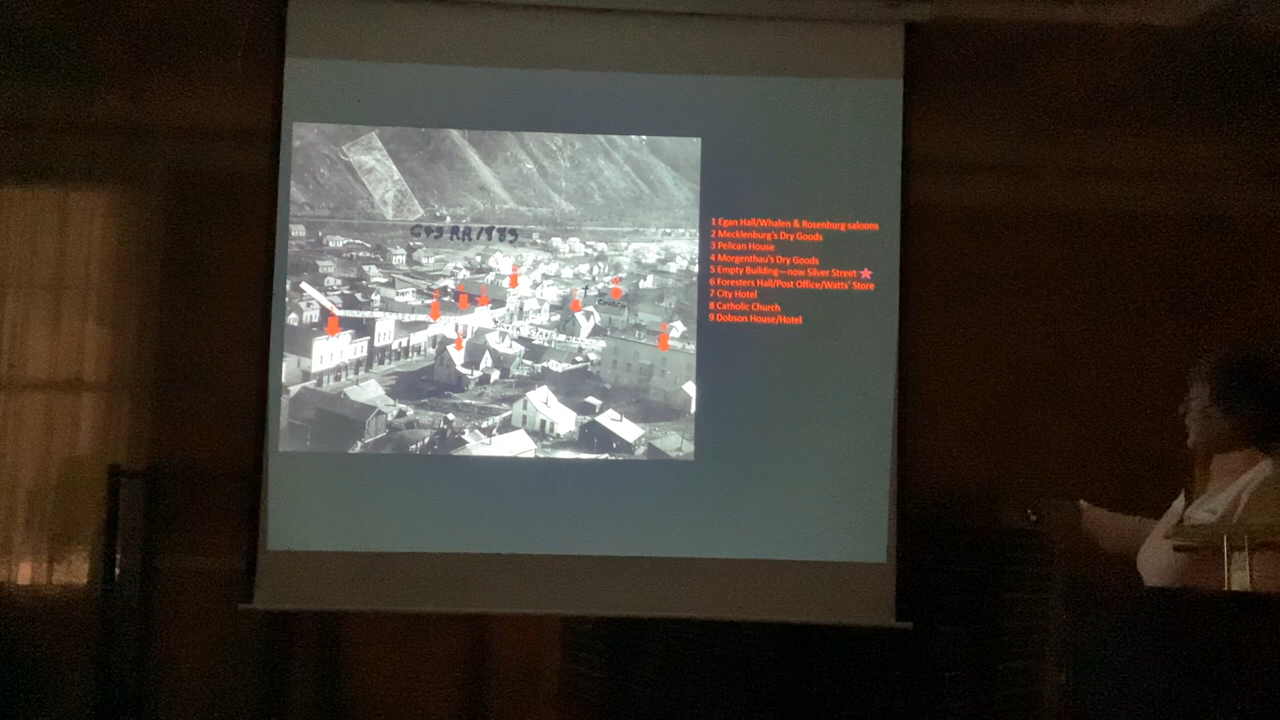 C&S RR/1883
CHURCH
1 Egan Hall/Whalen & Rosenburg saloons
2 Mecklenburg's Dry Goods
3 Pelican House
4 Morgenthau's Dry Goods
5 Empty Building—now Silver Street
6 Foresters Hall/Post Office/Watts' Store
7 City Hotel
8 Catholic Church
9 Dobson House/Hotel